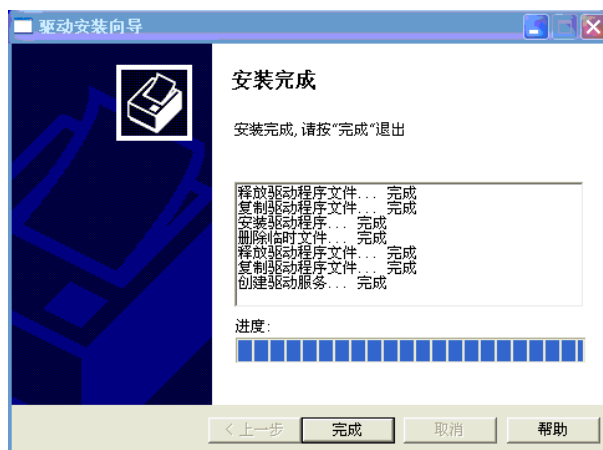 驱动安装向导
安装完成
安装完成, 请按“完成“退出
释放驱动程序文件... 完成
复制驱动程序文件... 完成
安装驱动程序... 完成
删除临时文件... 完成
释放驱动程序文件... 完成
复制驱动程序文件... 完成
创建驱动服务... 完成
进度:
< 上一步 完成 取消 帮助